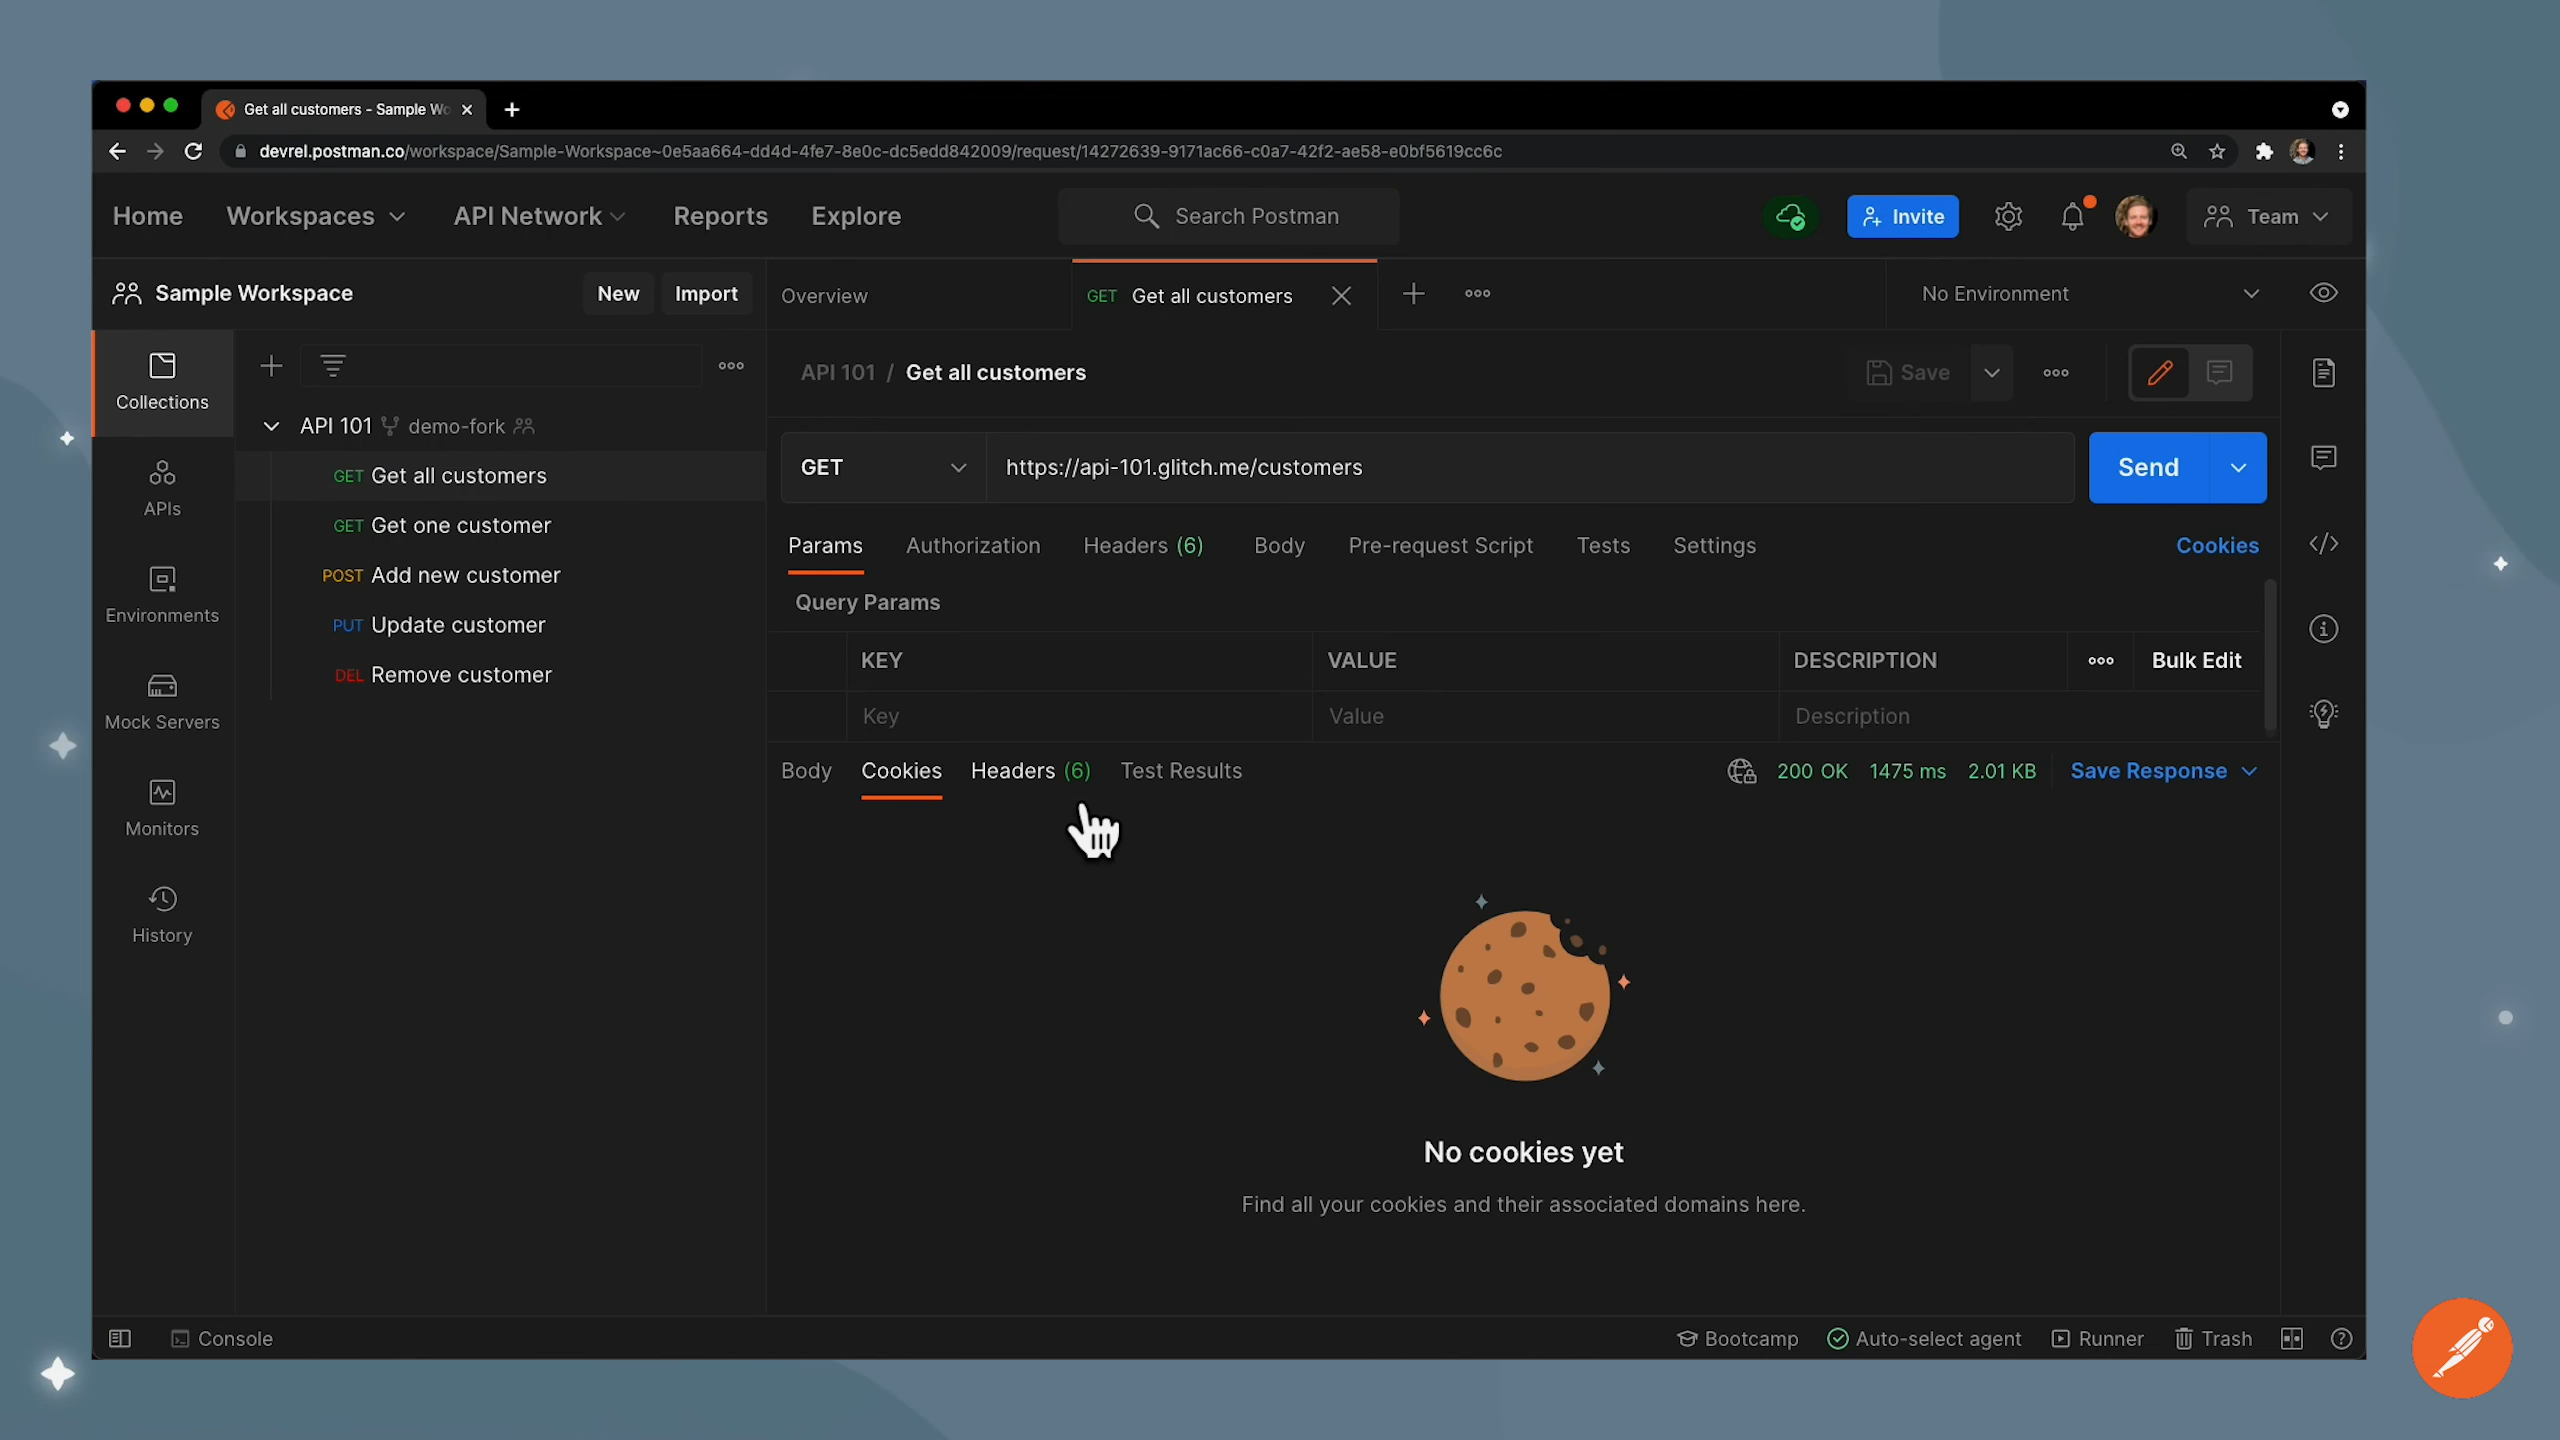 Get all customers - Sample Wo
devrel.postman.co/workspace/Sample-Workspace~0e5aa664-dd4d-4fe7-8e0c-dc5edd842009/request/14272639-9171ac66-c0a7-42f2-ae58-e0bf5619cc6c
Home Workspaces API Network Reports Explore Search Postman Invite Team
Sample Workspace New Import Overview GET Get all customers No Environment
Collections
API 101 / Get all customers Save
API 101 demo-fork
GET Get all customers
GET https://api-101.glitch.me/customers Send
APIs
GET Get one customer
Params Authorization Headers (6) Body Pre-request Script Tests Settings Cookies
POST Add new customer
Environments
Query Params
PUT Update customer
KEY VALUE DESCRIPTION Bulk Edit
DEL Remove customer
Mock Servers
Key Value Description
Body Cookies Headers (6) Test Results 200 OK 1475 ms 2.01 KB Save Response
Monitors
History
No cookies yet
Find all your cookies and their associated domains here.
Console Bootcamp Auto-select agent Runner Trash